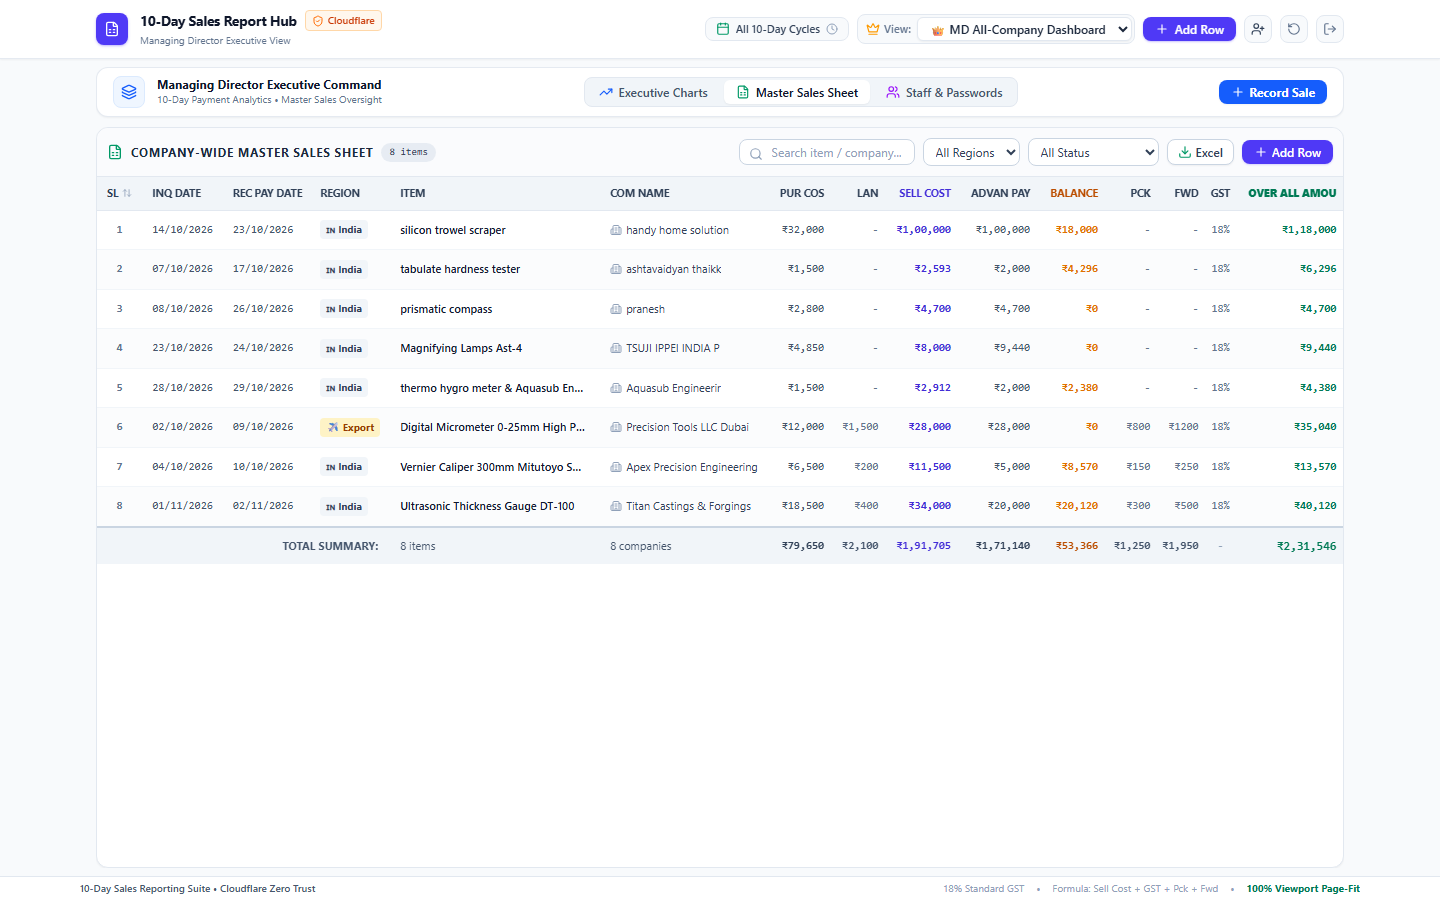 10-Day Sales Report Hub Cloudflare
Managing Director Executive View
All 10-Day Cycles
View: MD All-Company Dashboard
+ Add Row
Managing Director Executive Command
10-Day Payment Analytics • Master Sales Oversight
Executive Charts
Master Sales Sheet
Staff & Passwords
+ Record Sale
COMPANY-WIDE MASTER SALES SHEET 8 items
Search item / company...
All Regions
All Status
Excel
+ Add Row
SL INQ DATE REC PAY DATE REGION ITEM COM NAME PUR COS LAN SELL COST ADVAN PAY BALANCE PCK FWD GST OVER ALL AMOU
1 14/10/2026 23/10/2026 IN India silicon trowel scraper handy home solution ₹32,000 - ₹1,00,000 ₹1,00,000 ₹18,000 - - 18% ₹1,18,000
2 07/10/2026 17/10/2026 IN India tabulate hardness tester ashtavaidyan thaikk ₹1,500 - ₹2,593 ₹2,000 ₹4,296 - - 18% ₹6,296
3 08/10/2026 26/10/2026 IN India prismatic compass pranesh ₹2,800 - ₹4,700 ₹4,700 ₹0 - - 18% ₹4,700
4 23/10/2026 24/10/2026 IN India Magnifying Lamps Ast-4 TSUJI IPPEI INDIA P ₹4,850 - ₹8,000 ₹9,440 ₹0 - - 18% ₹9,440
5 28/10/2026 29/10/2026 IN India thermo hygro meter & Aquasub En... Aquasub Engineerir ₹1,500 - ₹2,912 ₹2,000 ₹2,380 - - 18% ₹4,380
6 02/10/2026 09/10/2026 Export Digital Micrometer 0-25mm High P... Precision Tools LLC Dubai ₹12,000 ₹1,500 ₹28,000 ₹28,000 ₹0 ₹800 ₹1200 18% ₹35,040
7 04/10/2026 10/10/2026 IN India Vernier Caliper 300mm Mitutoyo S... Apex Precision Engineering ₹6,500 ₹200 ₹11,500 ₹5,000 ₹8,570 ₹150 ₹250 18% ₹13,570
8 01/11/2026 02/11/2026 IN India Ultrasonic Thickness Gauge DT-100 Titan Castings & Forgings ₹18,500 ₹400 ₹34,000 ₹20,000 ₹20,120 ₹300 ₹500 18% ₹40,120
TOTAL SUMMARY: 8 items 8 companies ₹79,650 ₹2,100 ₹1,91,705 ₹1,71,140 ₹53,366 ₹1,250 ₹1,950 - ₹2,31,546
10-Day Sales Reporting Suite • Cloudflare Zero Trust
18% Standard GST • Formula: Sell Cost + GST + Pck + Fwd • 100% Viewport Page-Fit